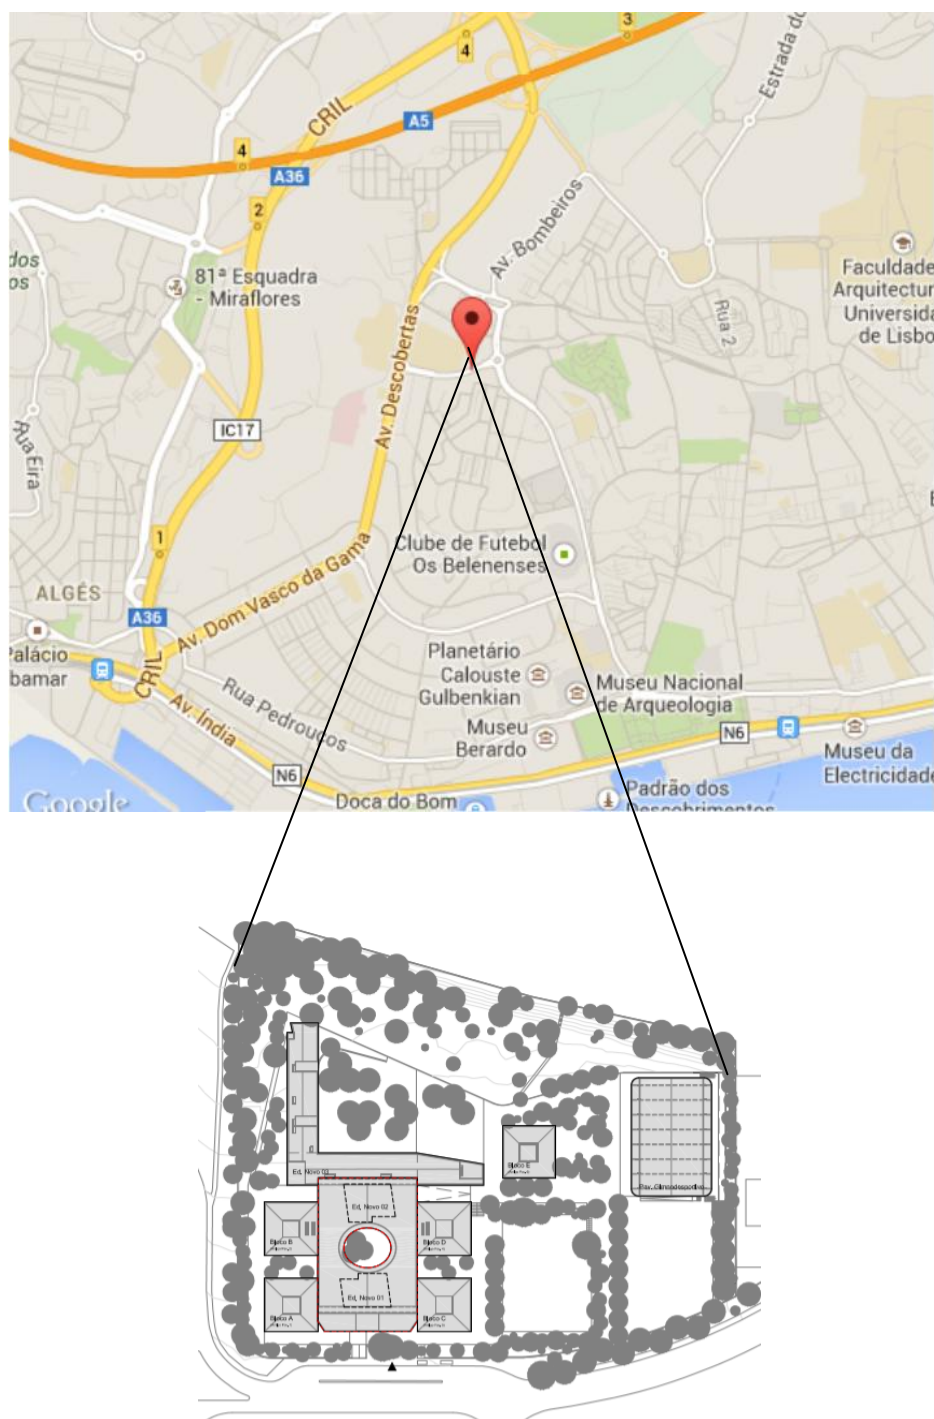 3
4
CRIL
Estrada do
A5
4
A36
2
Av. Bombeiros
dos
os
81ª Esquadra
- Miraflores
Faculdade
Arquitectur
Universida
de Lisbo
Rua 2
Av. Descobertas
IC17
Rua Eira
1
Clube de Futebol
Os Belenenses
Av. Dom Vasco da Gama
ALGÉS
A36
Palácio
bamar
CRIL
Planetário
Calouste
Gulbenkian
Museu Nacional
de Arqueologia
Rua Pedrouços
Av. Índia
Museu
Berardo
N6
Museu da
Electricidade
N6
Padrão dos
Descobrimentos
Google
Doca do Bom
Bloco E
Ed. Novo 03
Pav. Gimnodesportivo
Ed. Novo 02
Bloco B
Bloco D
Ed. Novo 01
Bloco A
Bloco C